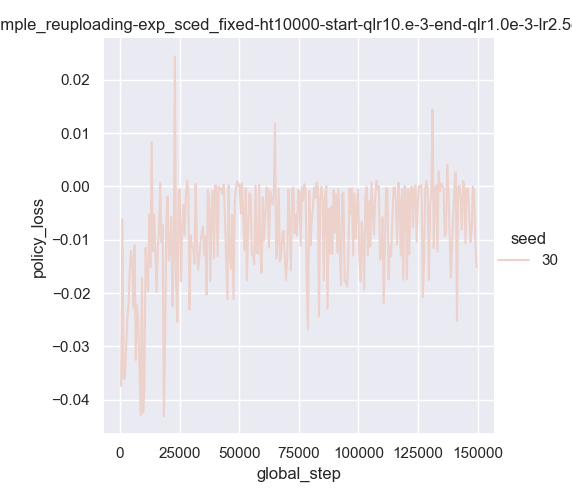 mple_reuploading-exp_sced_fixed-ht10000-start-qlr10.e-3-end-qlr1.0e-3-lr2.5
0.02
0.01
0.00
−0.01
−0.02
−0.03
−0.04
policy_loss
0 25000 50000 75000 100000 125000 150000
global_step
seed
30